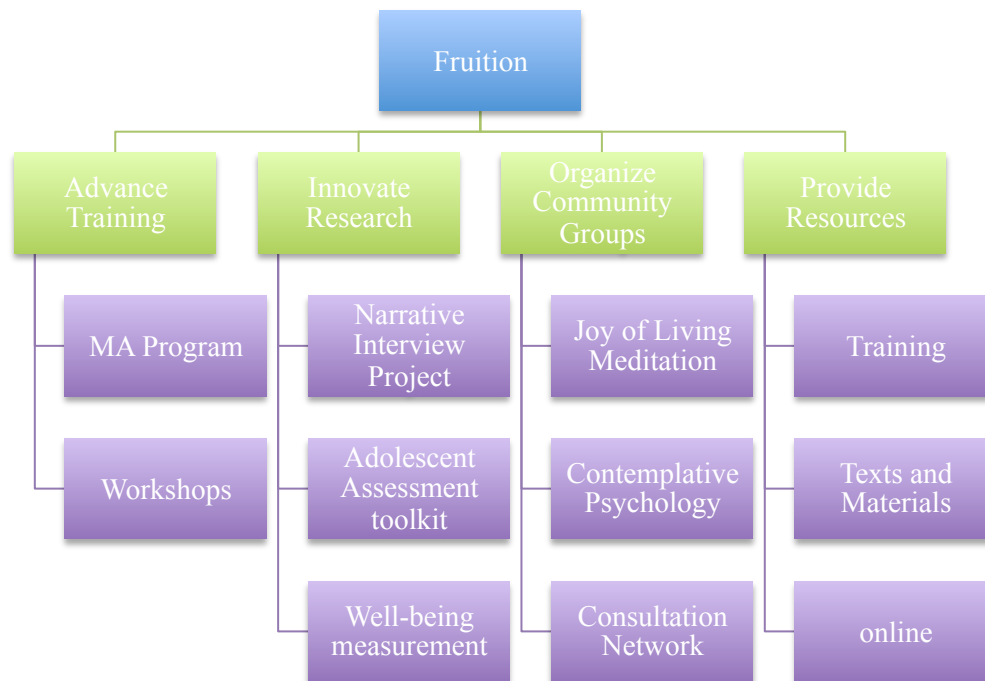 Fruition
Advance
Training
Innovate
Research
Organize
Community
Groups
Provide
Resources
MA Program
Workshops
Narrative
Interview
Project
Adolescent
Assessment
toolkit
Well-being
measurement
Joy of Living
Meditation
Contemplative
Psychology
Consultation
Network
Training
Texts and
Materials
online